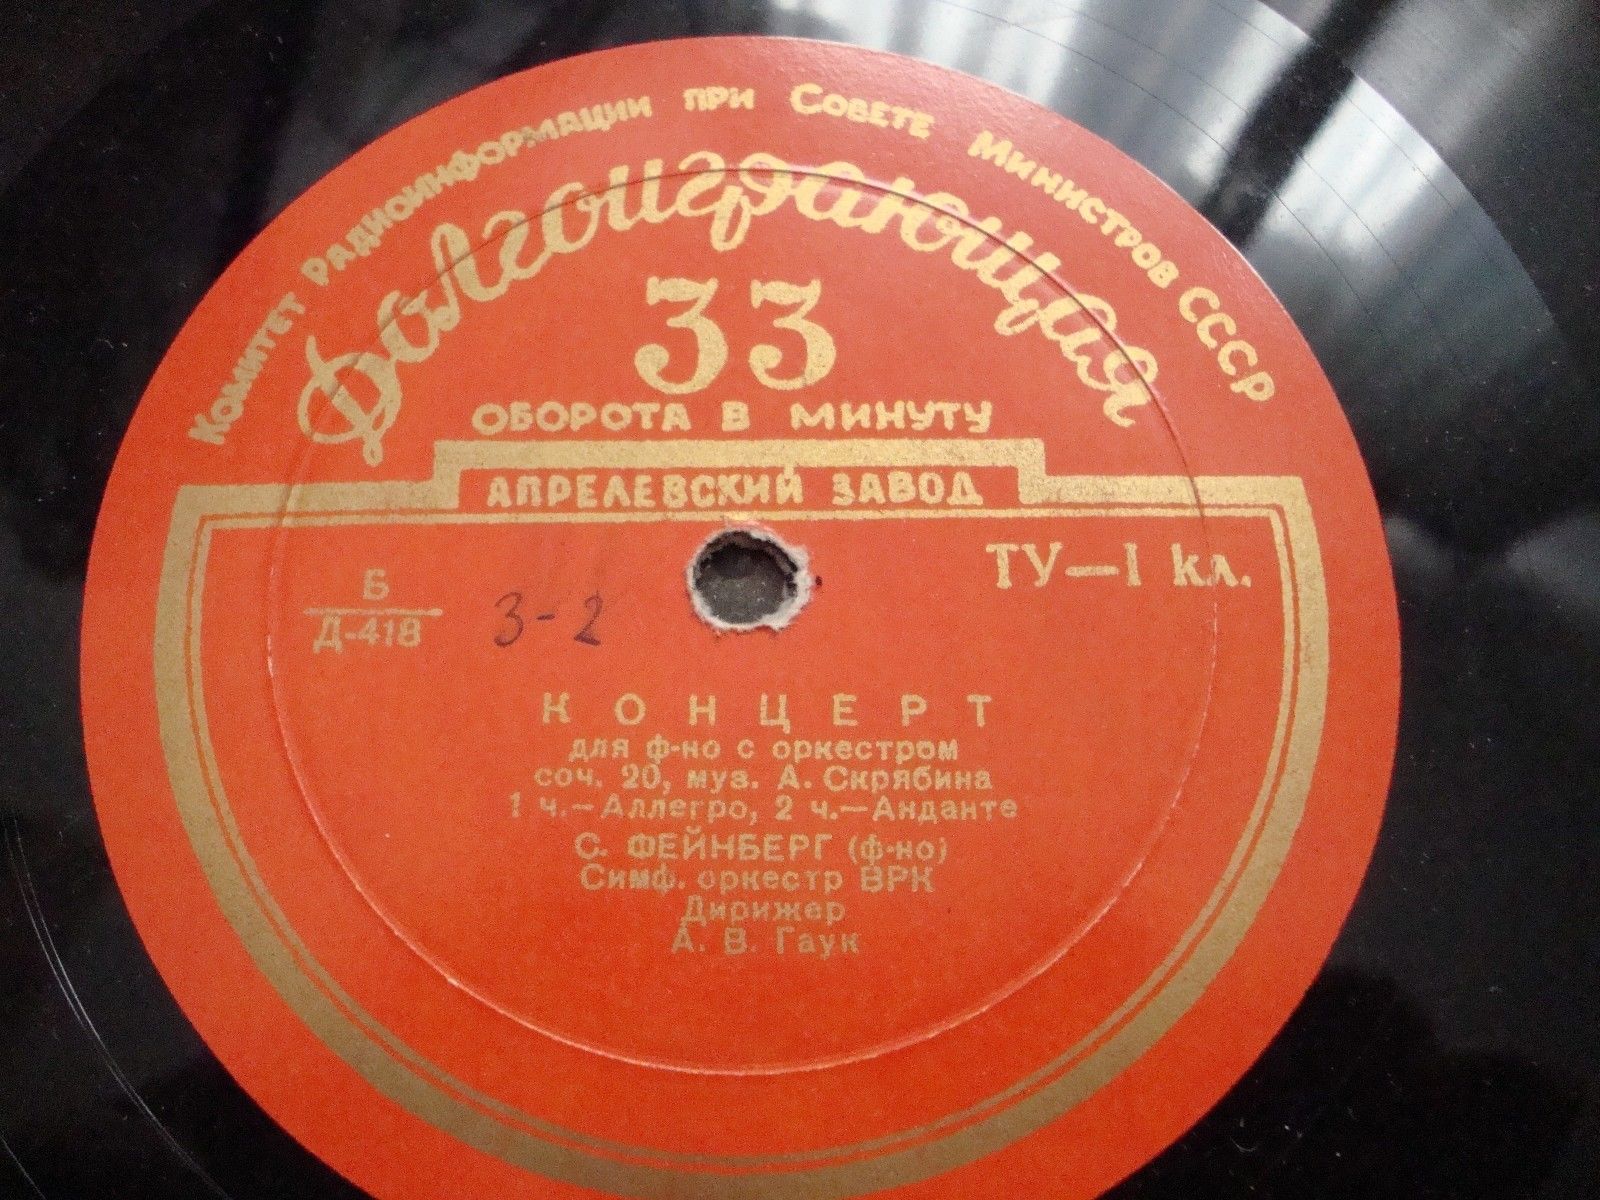 Комитет Радиоинформации при Совете Министров СССР
Долгоиграющая
33
ОБОРОТА В МИНУТУ
АПРЕЛЕВСКИЙ ЗАВОД
ТУ—I кл.
Б
Д-418
3-2
КОНЦЕРТ
для ф-но с оркестром
соч. 20, муз. А. Скрябина
1 ч.—Аллегро, 2 ч.—Анданте
С. ФЕЙНБЕРГ (ф-но)
Симф. оркестр ВРК
Дирижер
А. В. Гаук